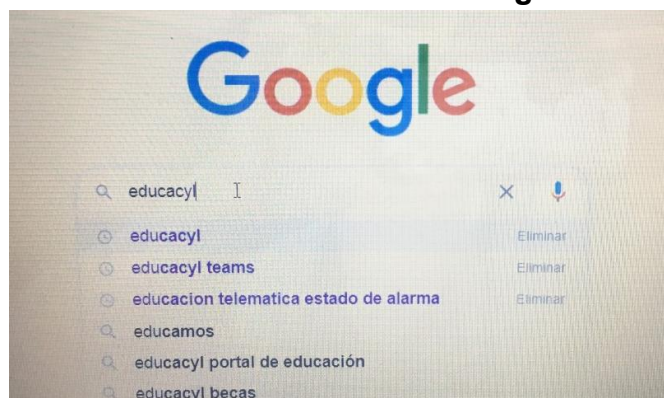 Google
educacyl
educacyl Eliminar
educacyl teams Eliminar
educacion telematica estado de alarma Eliminar
educamos
educacyl portal de educación
educacyl becas